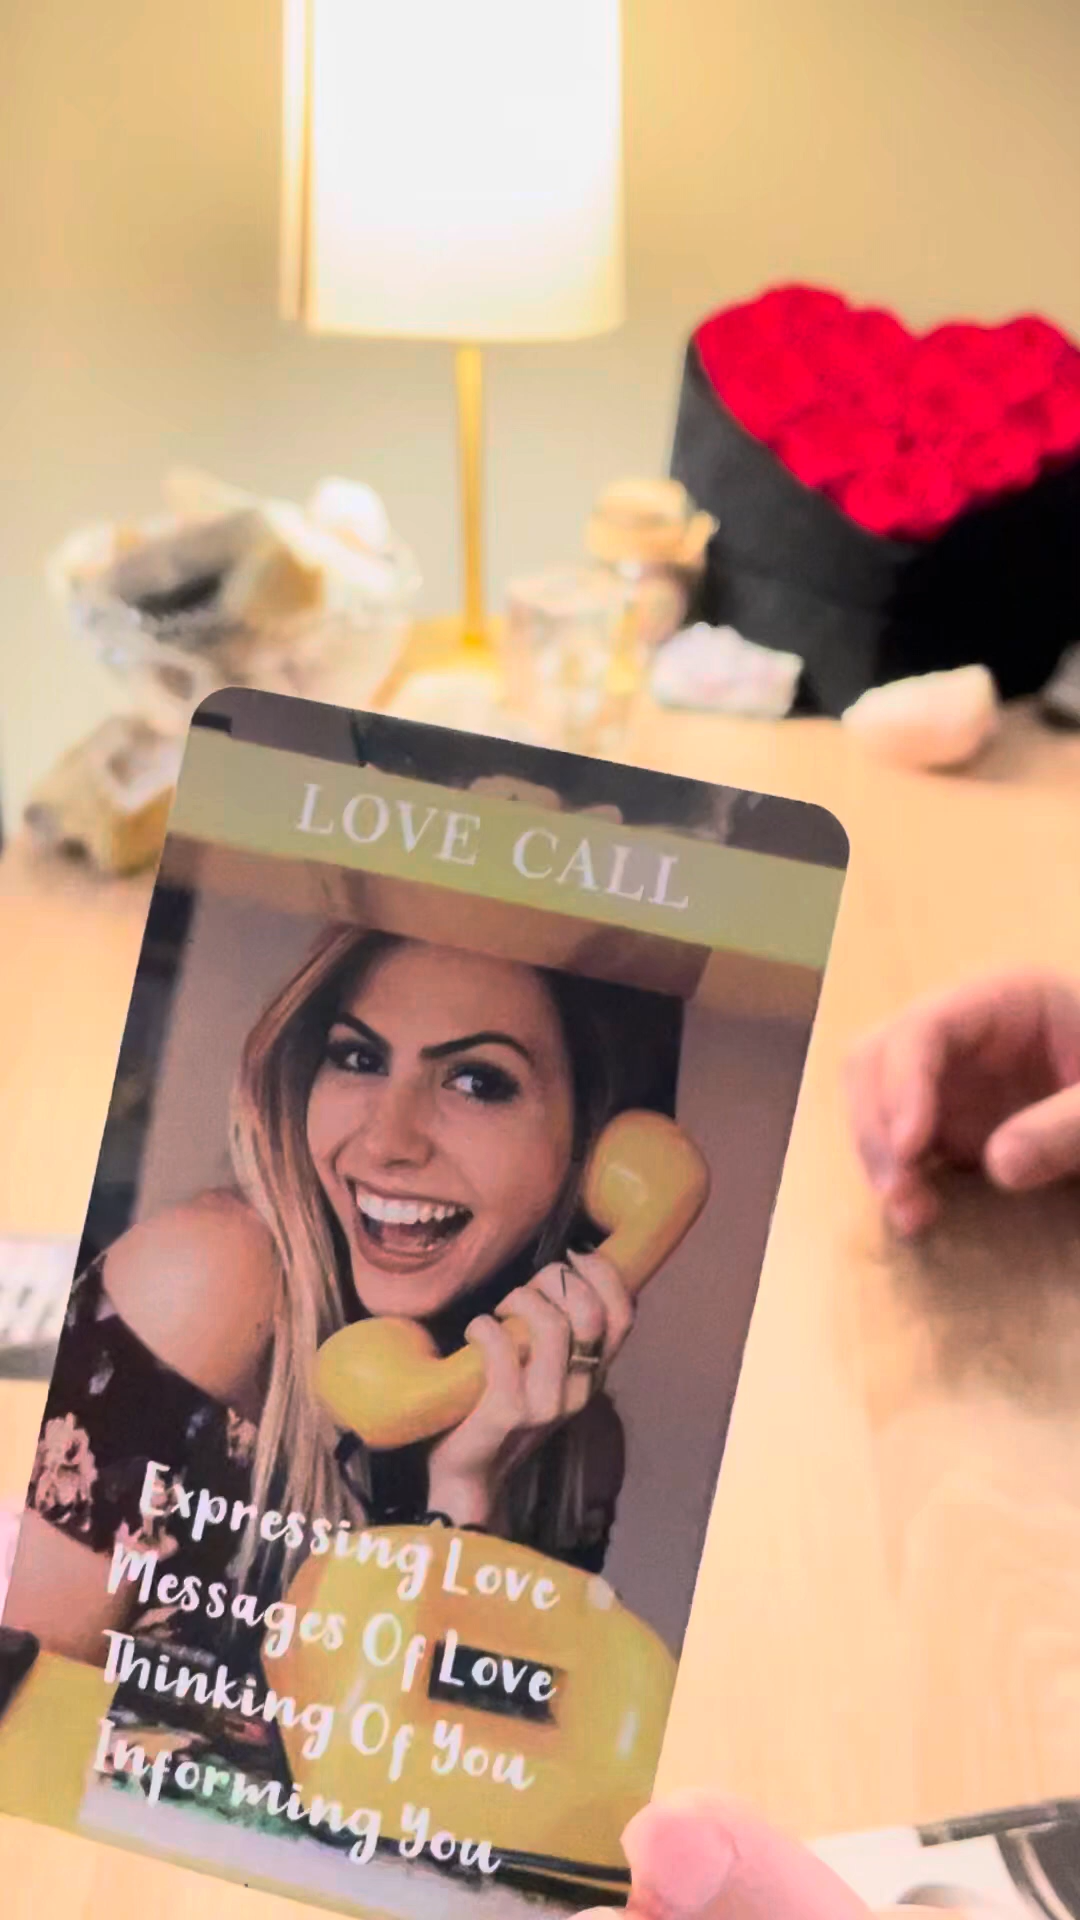 LOVE CALL
Expressing Love
Messages Of Love
Thinking Of You
Informing You